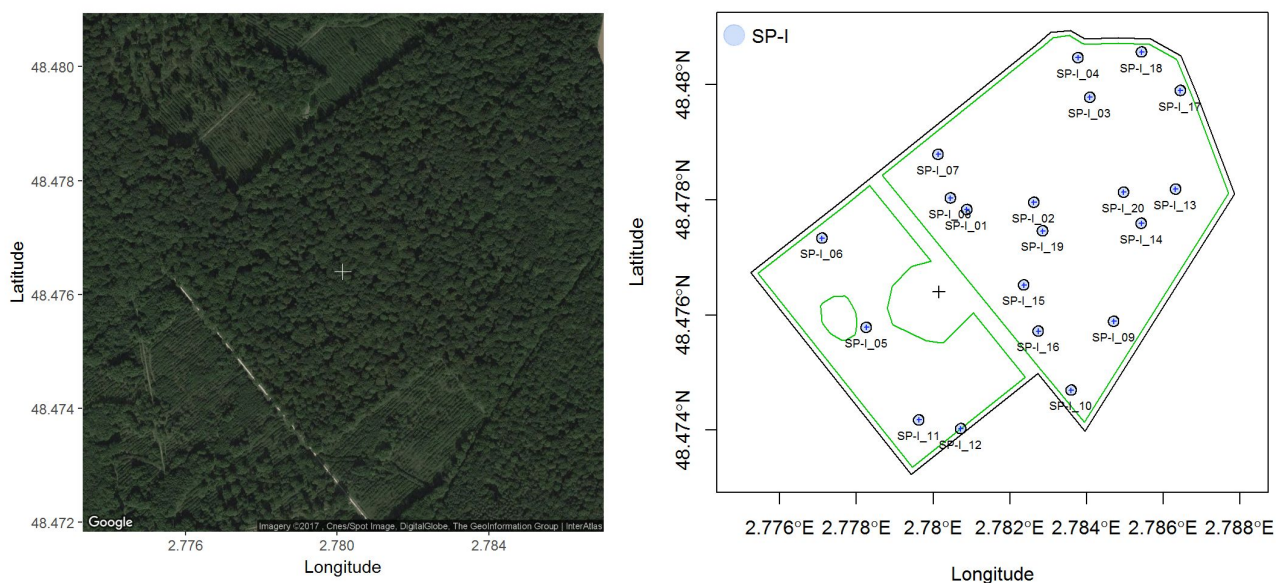 48.480
48.478
48.476
48.474
48.472
Latitude
2.776
2.780
2.784
Longitude
Google
Imagery ©2017 , Cnes/Spot Image, DigitalGlobe, The GeoInformation Group | InterAtlas
SP-I
48.48°N
48.478°N
48.476°N
48.474°N
Latitude
SP-I_18
SP-I_04
SP-I_17
SP-I_03
SP-I_07
SP-I_20
SP-I_13
SP-I_08
SP-I_02
SP-I_01
SP-I_14
SP-I_19
SP-I_06
SP-I_15
SP-I_09
SP-I_05
SP-I_16
SP-I_10
SP-I_11
SP-I_12
2.776°E
2.778°E
2.78°E
2.782°E
2.784°E
2.786°E
2.788°E
Longitude